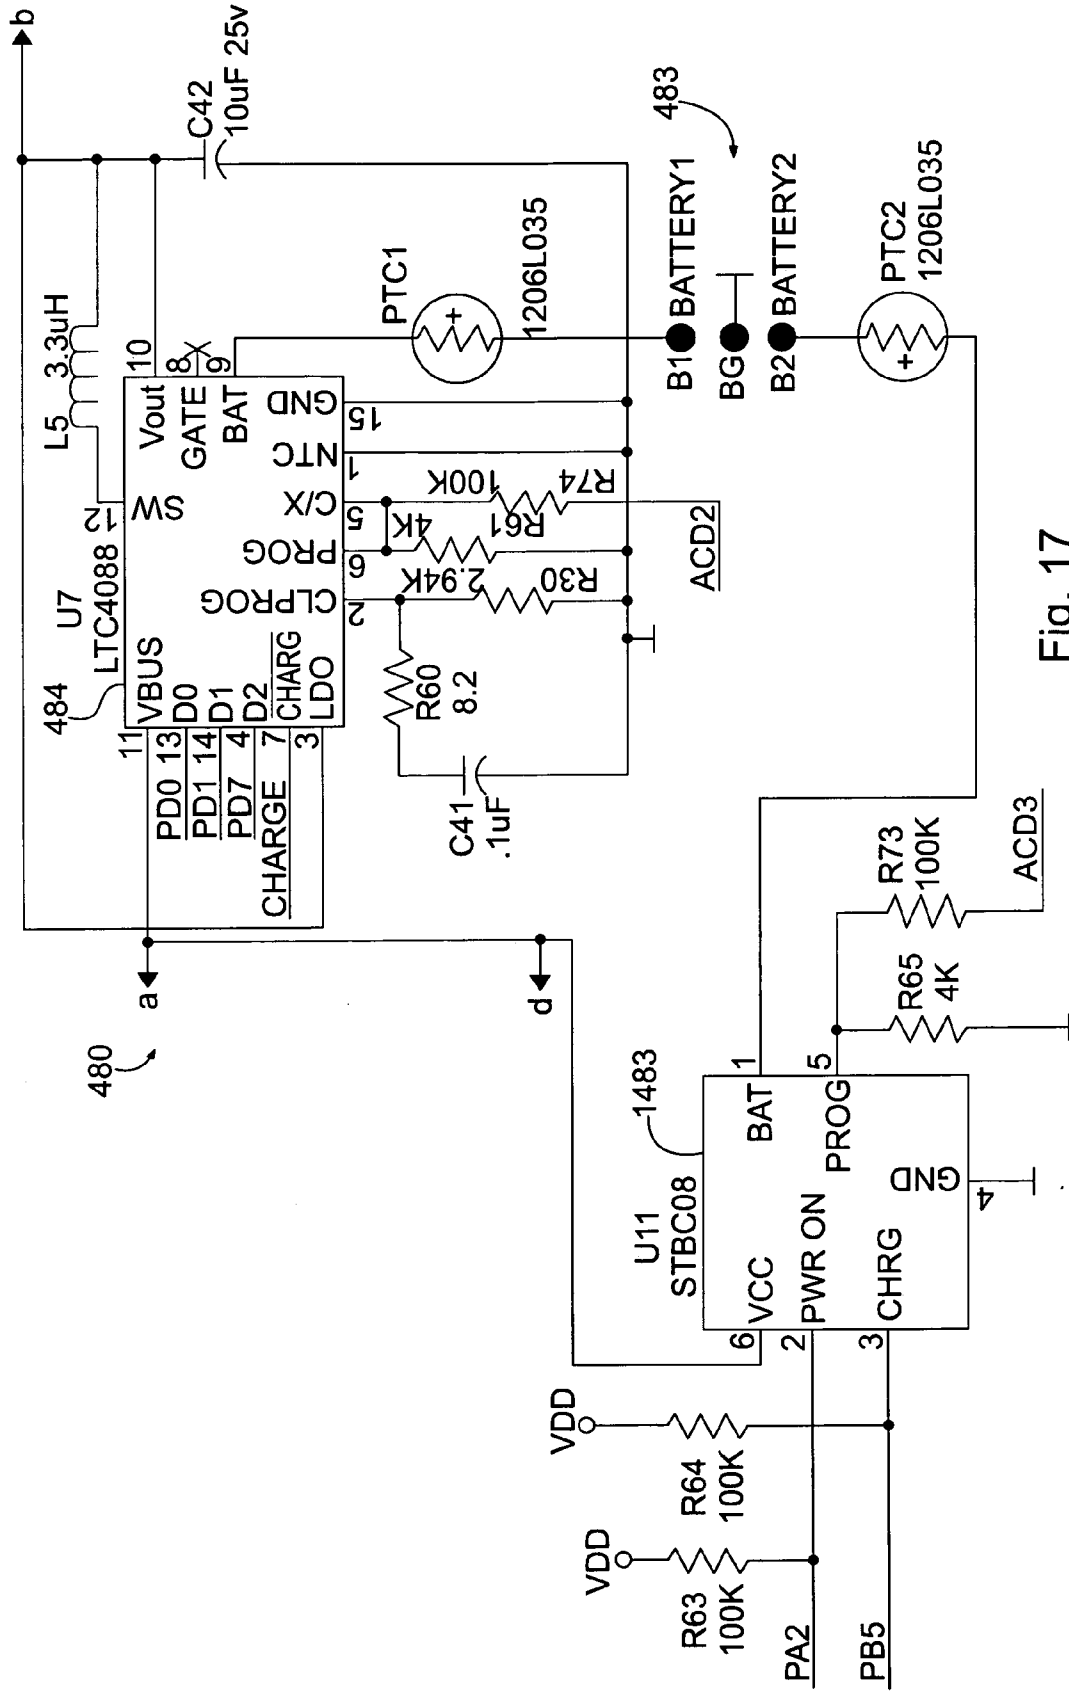 b
C42
10uF 25v
L5 3.3uH
10
8
9
Vout
GATE
BAT
12
SW
U7
LTC4088
484
VBUS
D0
D1
D2
CHARG
LDO
11
PD0 13
PD1 14
PD7 4
CHARGE 7
3
GND
15
NTC
1
C/X
5
PROG
6
CLPROG
2
100K
R74
4K
R61
2.94K
R30
R60
8.2
C41
.1uF
ACD2
PTC1
1206L035
483
B1 BATTERY1
BG
B2 BATTERY2
PTC2
1206L035
a
d
480
U11
STBC08
1483
VCC
PWR ON
CHRG
BAT
PROG
GND
6
2
3
1
5
4
R73
100K
R65
4K
ACD3
VDD
R64
100K
VDD
R63
100K
PA2
PB5
Fig. 17